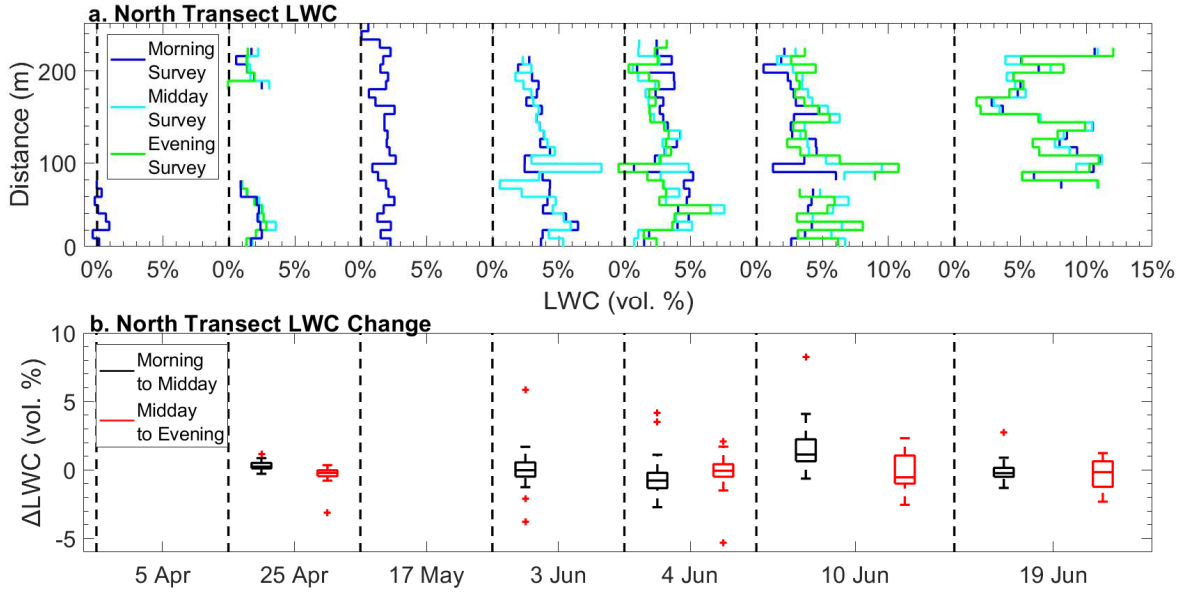 a. North Transect LWC
Distance (m)
200
100
0
Morning
Survey
Midday
Survey
Evening
Survey
0% 5% 0% 5% 0% 5% 0% 5% 0% 5% 0% 5% 10% 0% 5% 10% 15%
LWC (vol. %)
b. North Transect LWC Change
ΔLWC (vol. %)
10
5
0
-5
Morning
to Midday
Midday
to Evening
5 Apr 25 Apr 17 May 3 Jun 4 Jun 10 Jun 19 Jun